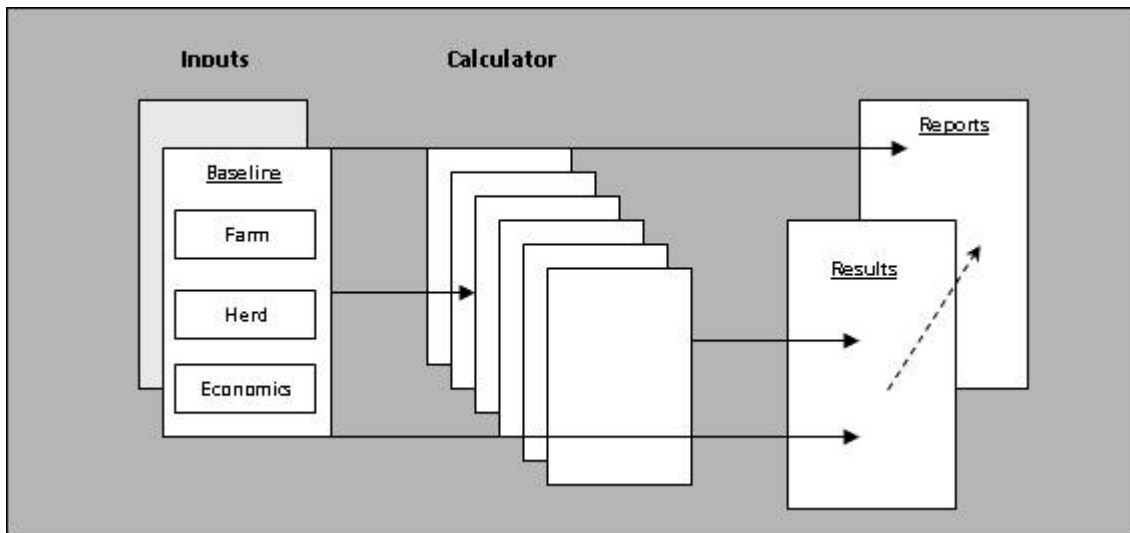 Inputs
Calculator
Reports
Baseline
Farm
Results
Herd
Economics